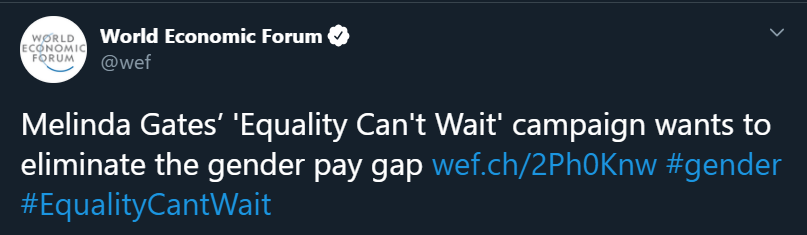 WORLD
ECONOMIC
FORUM
World Economic Forum
@wef
Melinda Gates’ 'Equality Can't Wait' campaign wants to
eliminate the gender pay gap wef.ch/2Ph0Knw #gender
#EqualityCantWait